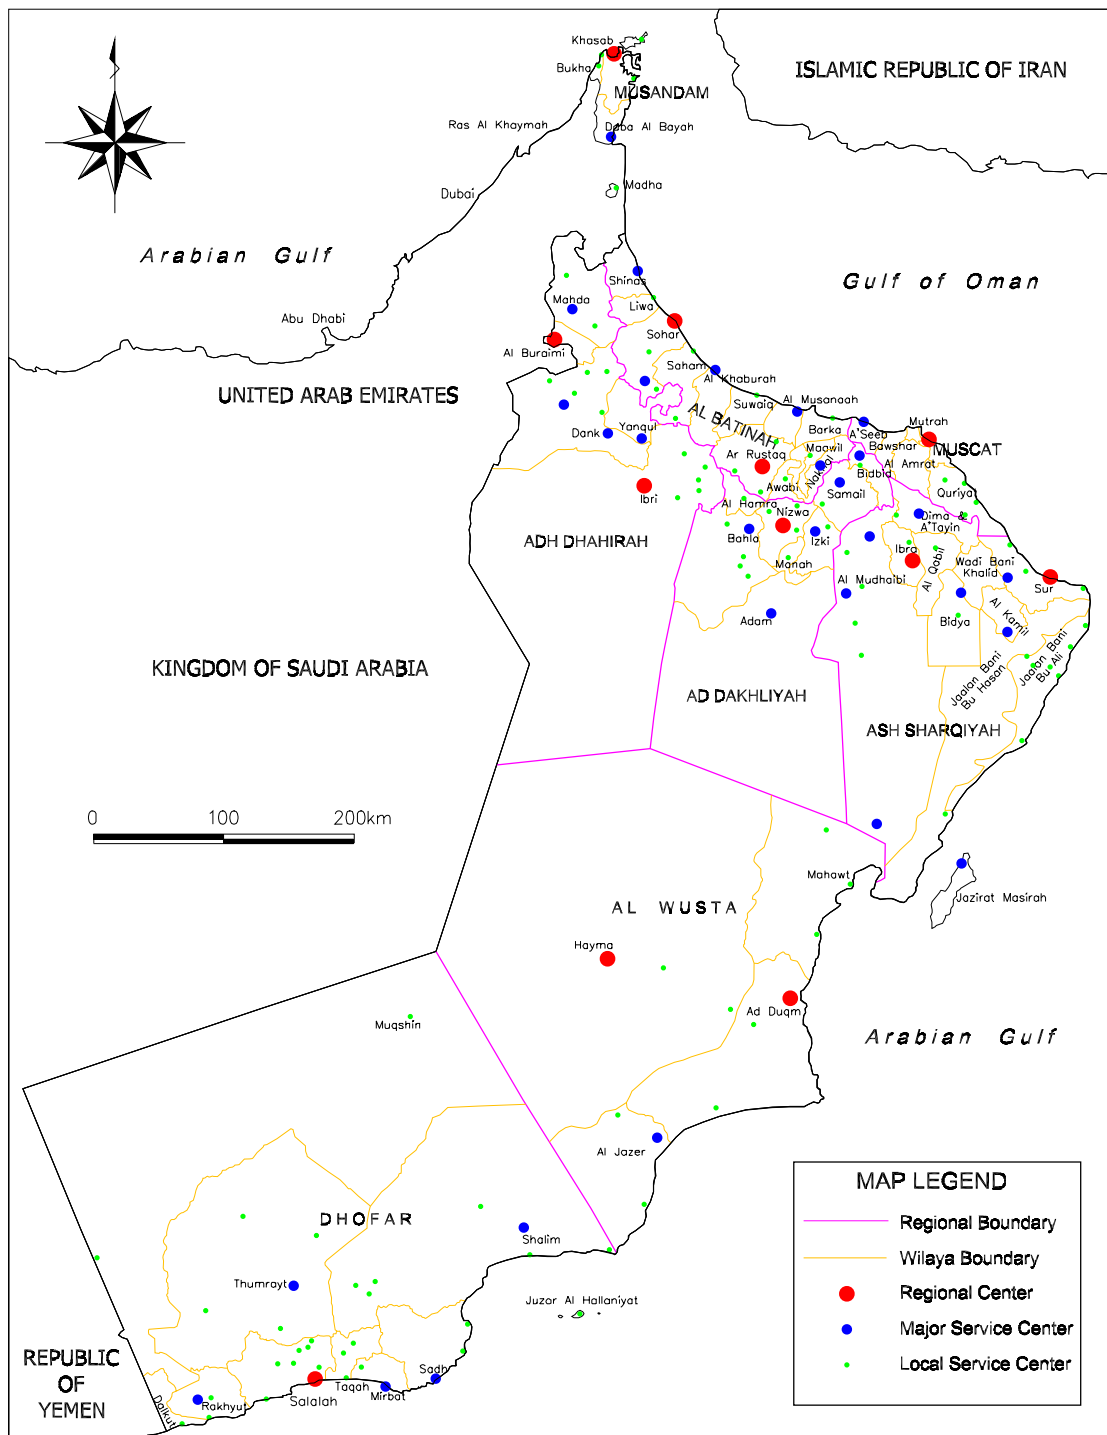 Khasab
ISLAMIC REPUBLIC OF IRAN
Bukha
MUSANDAM
Ras Al Khaymah
Daba Al Bayah
Madha
Dubai
Arabian Gulf
Gulf of Oman
Shinas
Mahda
Liwa
Abu Dhabi
Sohar
Al Buraimi
Saham
Al Khaburah
UNITED ARAB EMIRATES
Suwaiq
Al Musanaah
AL BATINAH
Barka
A'Seeb
Mutrah
Dank
Yanqul
Maawil
Bawshar
MUSCAT
Ar Rustaq
Nakhal
Bidbid
Al Amrat
Ibri
Awabi
Samail
Quriya
Al Hamra
Nizwa
Dima &
A'Tayin
ADH DHAHIRAH
Bahla
Izki
Ibra
Al Qabil
Wadi Bani
Khalid
Manah
Al Mudhaibi
Sur
Adam
Bidya
Al Kamil
KINGDOM OF SAUDI ARABIA
Jaalan Bani
Bu Hasan
Jaalan Bani
Bu Ali
AD DAKHLIYAH
ASH SHARQIYAH
0 100 200km
Mahawt
Jazirat Masirah
AL WUSTA
Hayma
Ad Duqm
Muqshin
Arabian Gulf
Al Jazer
MAP LEGEND
DHOFAR
Regional Boundary
Shalim
Wilaya Boundary
Thumrayt
Regional Center
Juzor Al Hallaniyat
Major Service Center
REPUBLIC
OF
YEMEN
Local Service Center
Sadh
Taqah
Mirbat
Salalah
Rakhyut
Dalkut